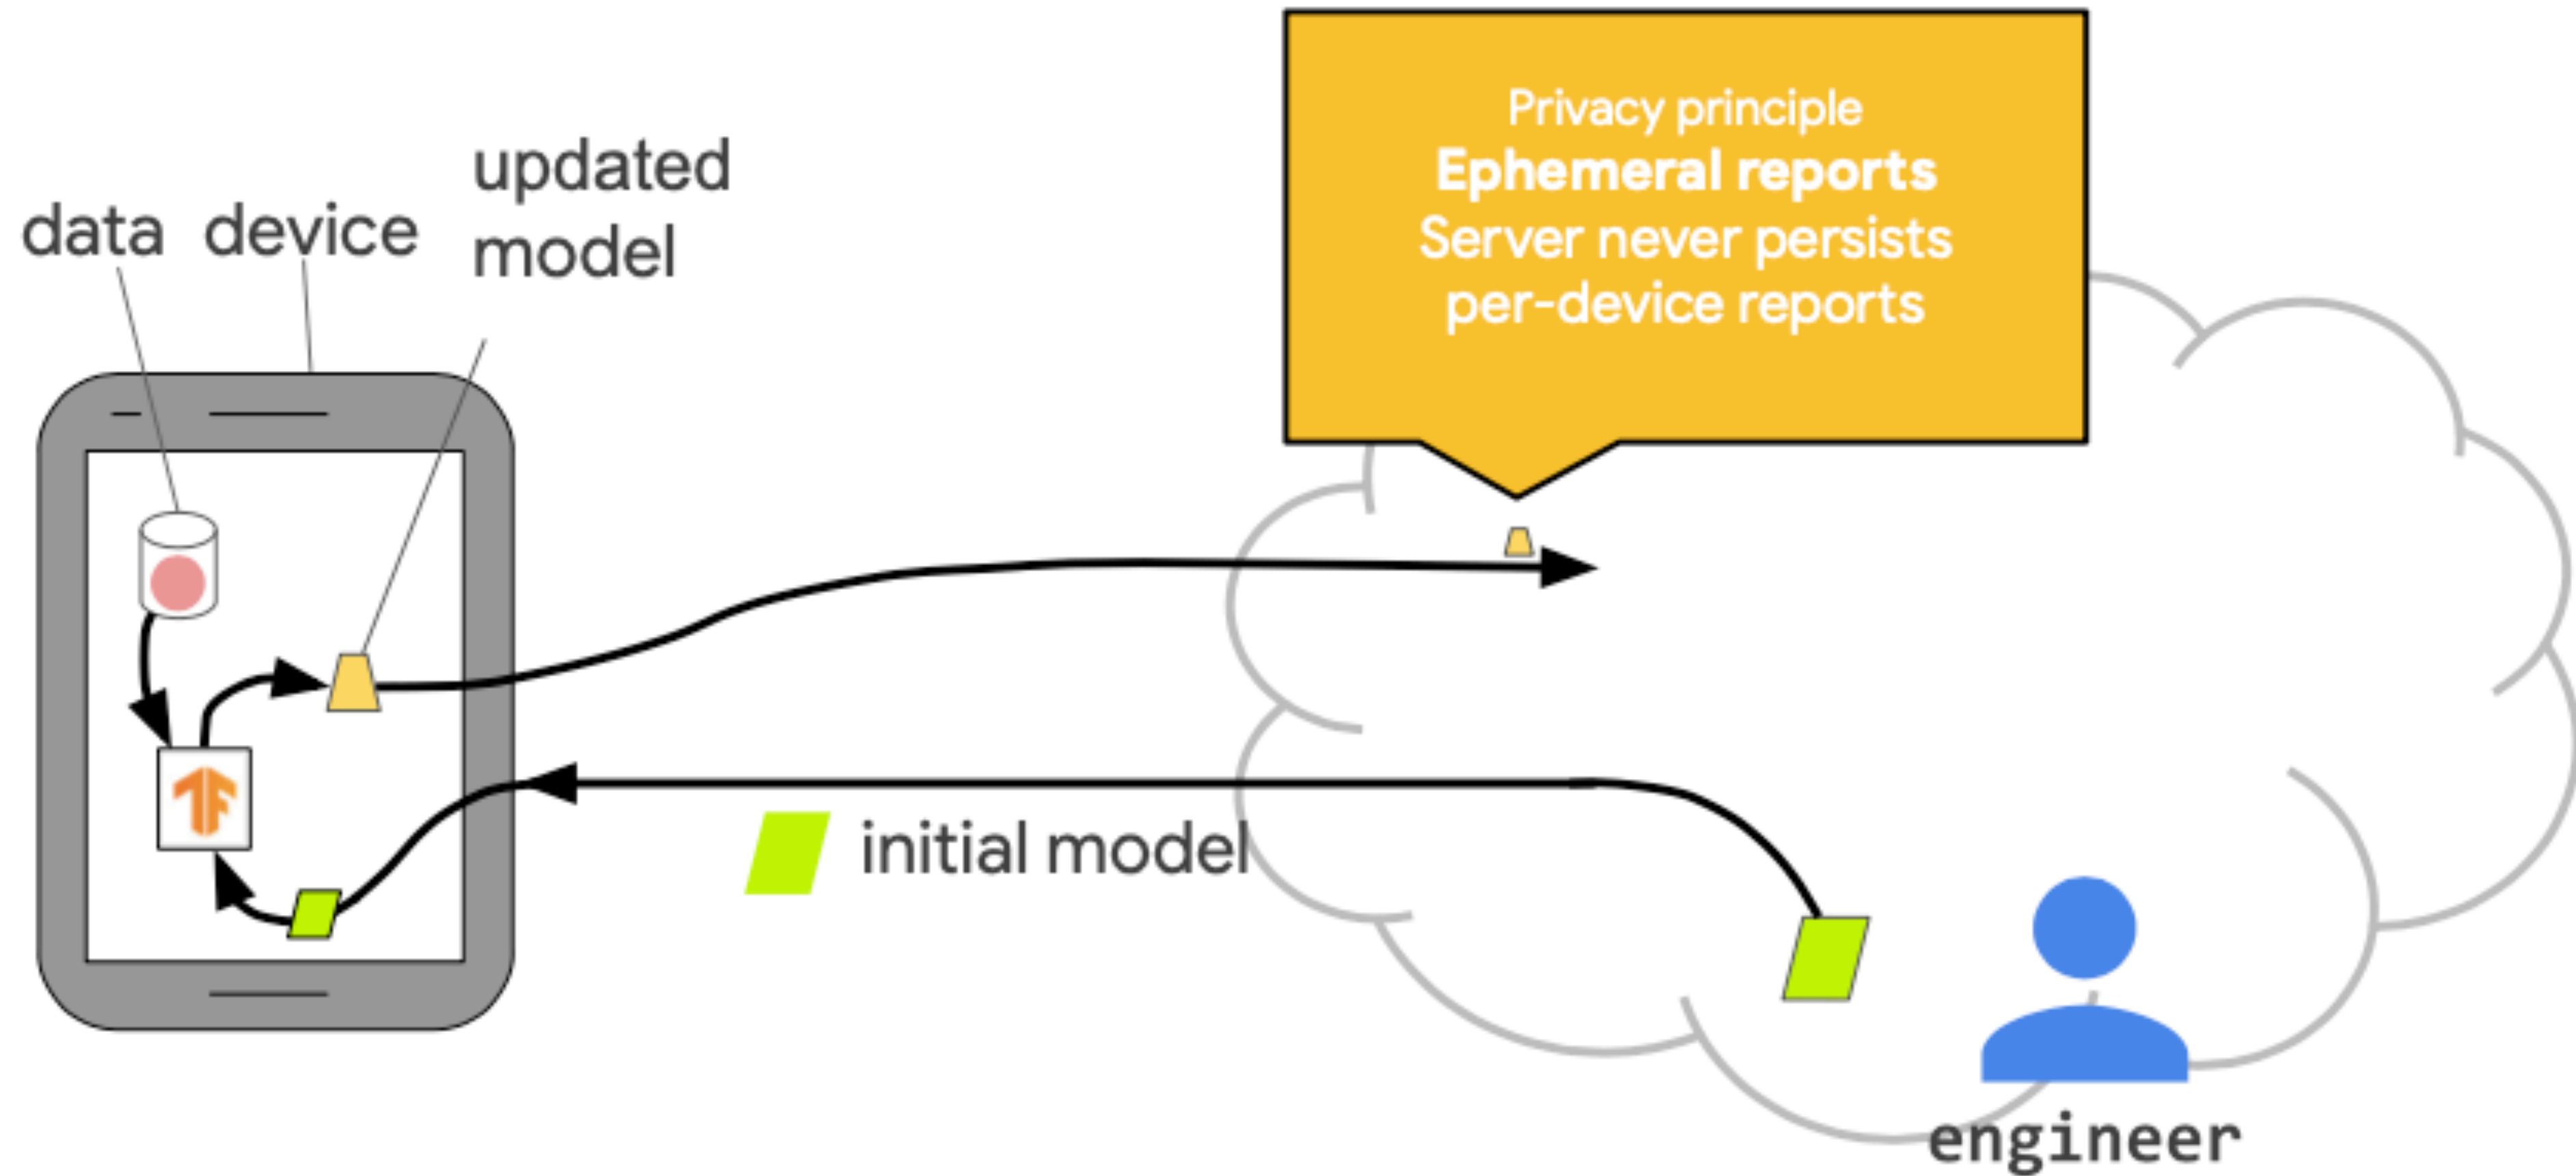 data
device
updated
model
Privacy principle
Ephemeral reports
Server never persists
per-device reports
initial model
engineer